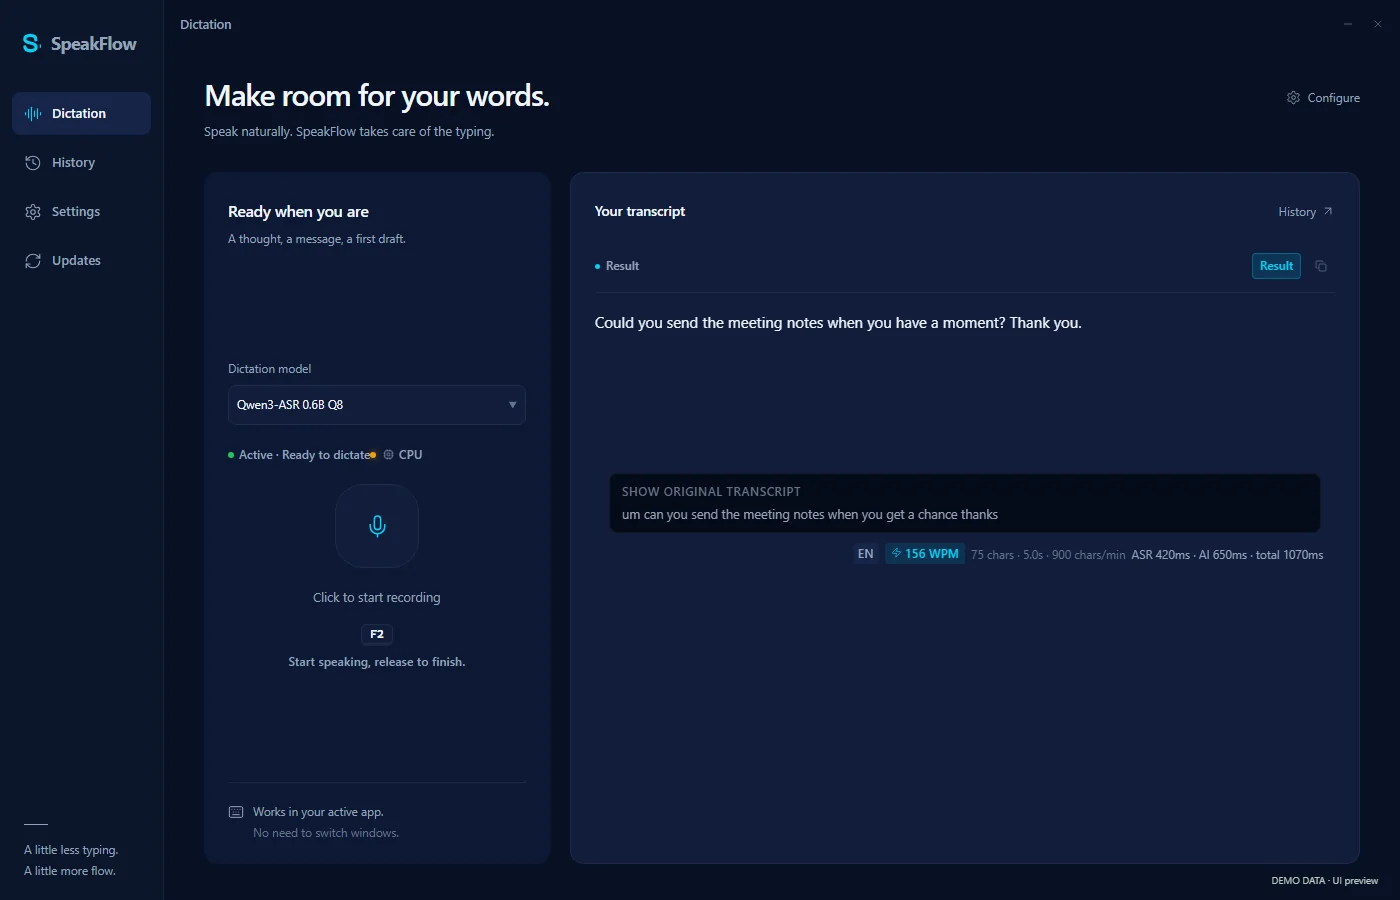 SpeakFlow
Dictation
History
Settings
Updates
A little less typing.
A little more flow.
Dictation
Make room for your words.
Speak naturally. SpeakFlow takes care of the typing.
Configure
Ready when you are
A thought, a message, a first draft.
Dictation model
Qwen3-ASR 0.6B Q8
Active · Ready to dictate CPU
Click to start recording
F2
Start speaking, release to finish.
Works in your active app.
No need to switch windows.
Your transcript
History
Result
Result
Could you send the meeting notes when you have a moment? Thank you.
SHOW ORIGINAL TRANSCRIPT
um can you send the meeting notes when you get a chance thanks
EN 156 WPM 75 chars · 5.0s · 900 chars/min ASR 420ms · AI 650ms · total 1070ms
DEMO DATA · UI preview